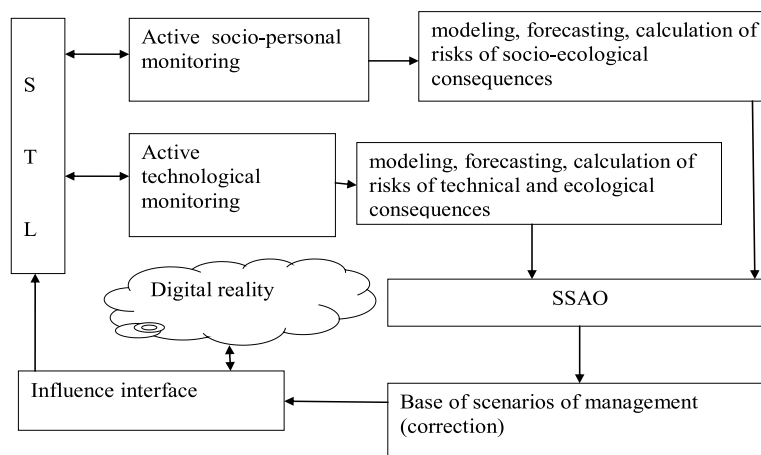 S
T
L
Active socio-personal
monitoring
modeling, forecasting, calculation of
risks of socio-ecological
consequences
Active
technological
monitoring
modeling, forecasting, calculation of
risks of technical and ecological
consequences
Digital reality
SSAO
Influence interface
Base of scenarios of management
(correction)